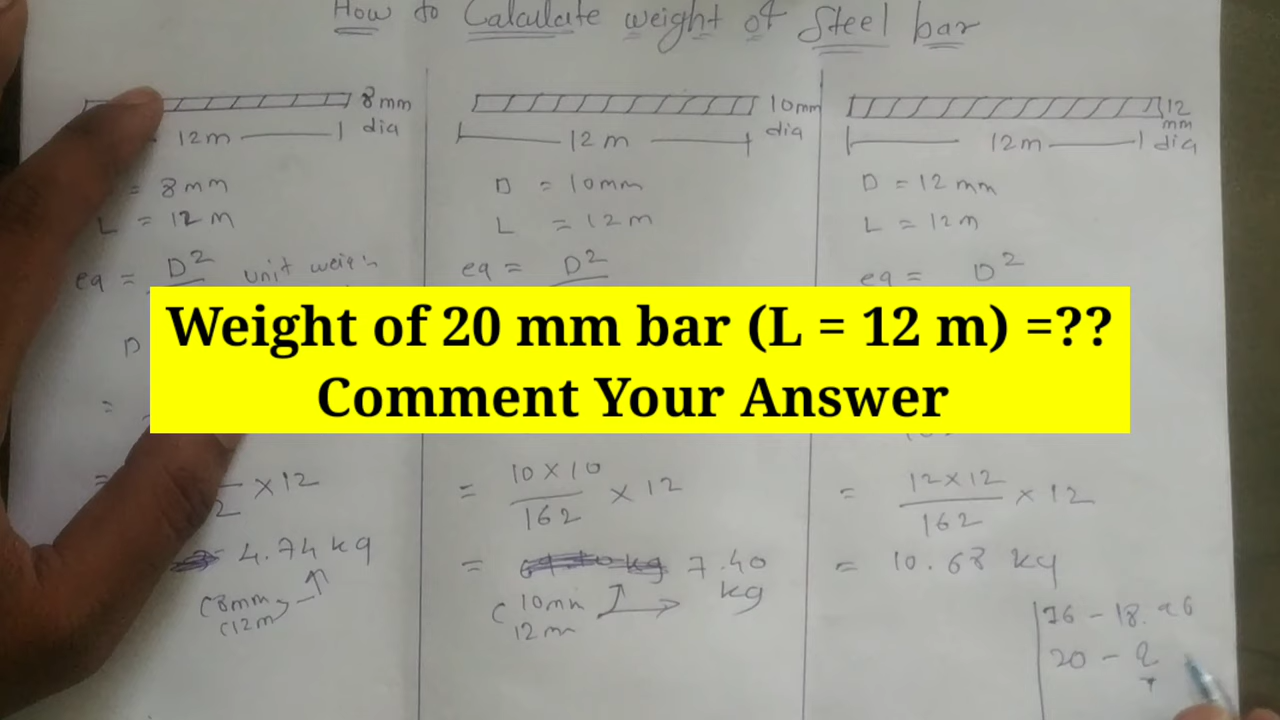 How to Calculate weight of Steel bar
8mm
dia
12m
= 8mm
L = 12 M
eq = D²
unit
D
=
= × 12
2
4.74 kg
(8mm
(12m
10mm
dia
12 m
D = 10mm
L = 12 m
eq = D²
= 10 × 10 × 12
162
= 7.40
kg
( 10mm
12m
12
mm
dia
12m
D = 12 mm
L = 12m
eq = D²
= 12×12 × 12
162
= 10.68 kg
16 - 18.96
20 - ?
Weight of 20 mm bar (L = 12 m) =??
Comment Your Answer